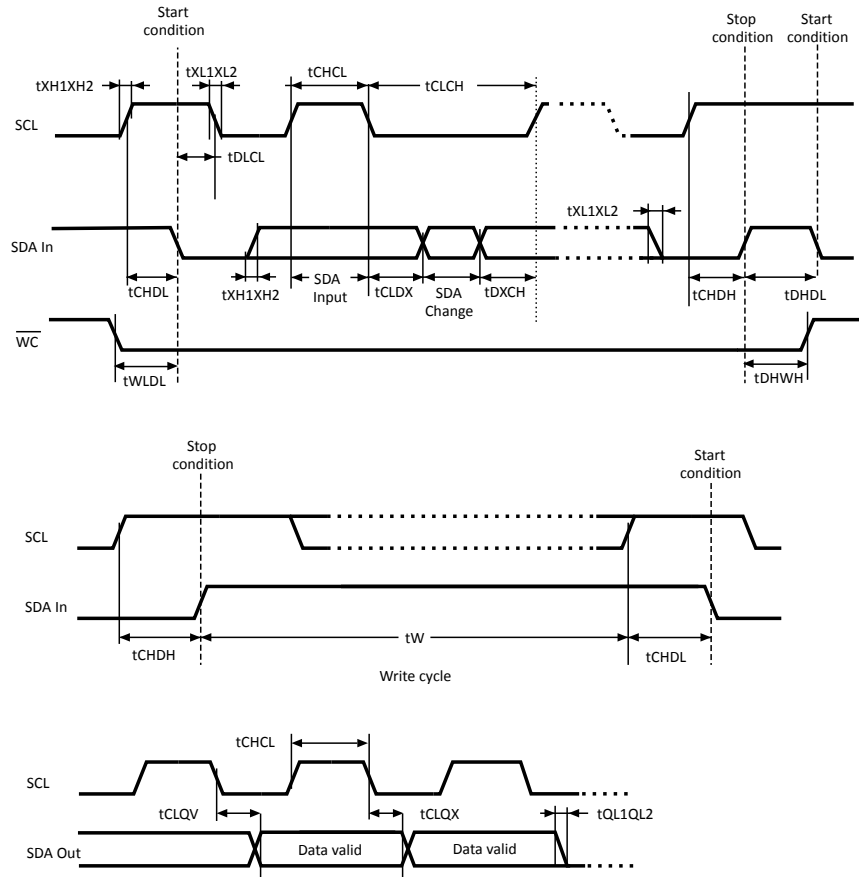 Start
condition
Stop
condition
Start
condition
tXH1XH2
tXL1XL2
tCHCL
tCLCH
SCL
tDLCL
tXL1XL2
SDA In
tCHDL
tXH1XH2
SDA
Input
tCLDX
SDA
Change
tDXCH
tCHDH
tDHDL
WC
tWLDL
tDHWH
Stop
condition
Start
condition
SCL
SDA In
tCHDH
tW
tCHDL
Write cycle
tCHCL
SCL
tCLQV
tCLQX
tQL1QL2
SDA Out
Data valid
Data valid